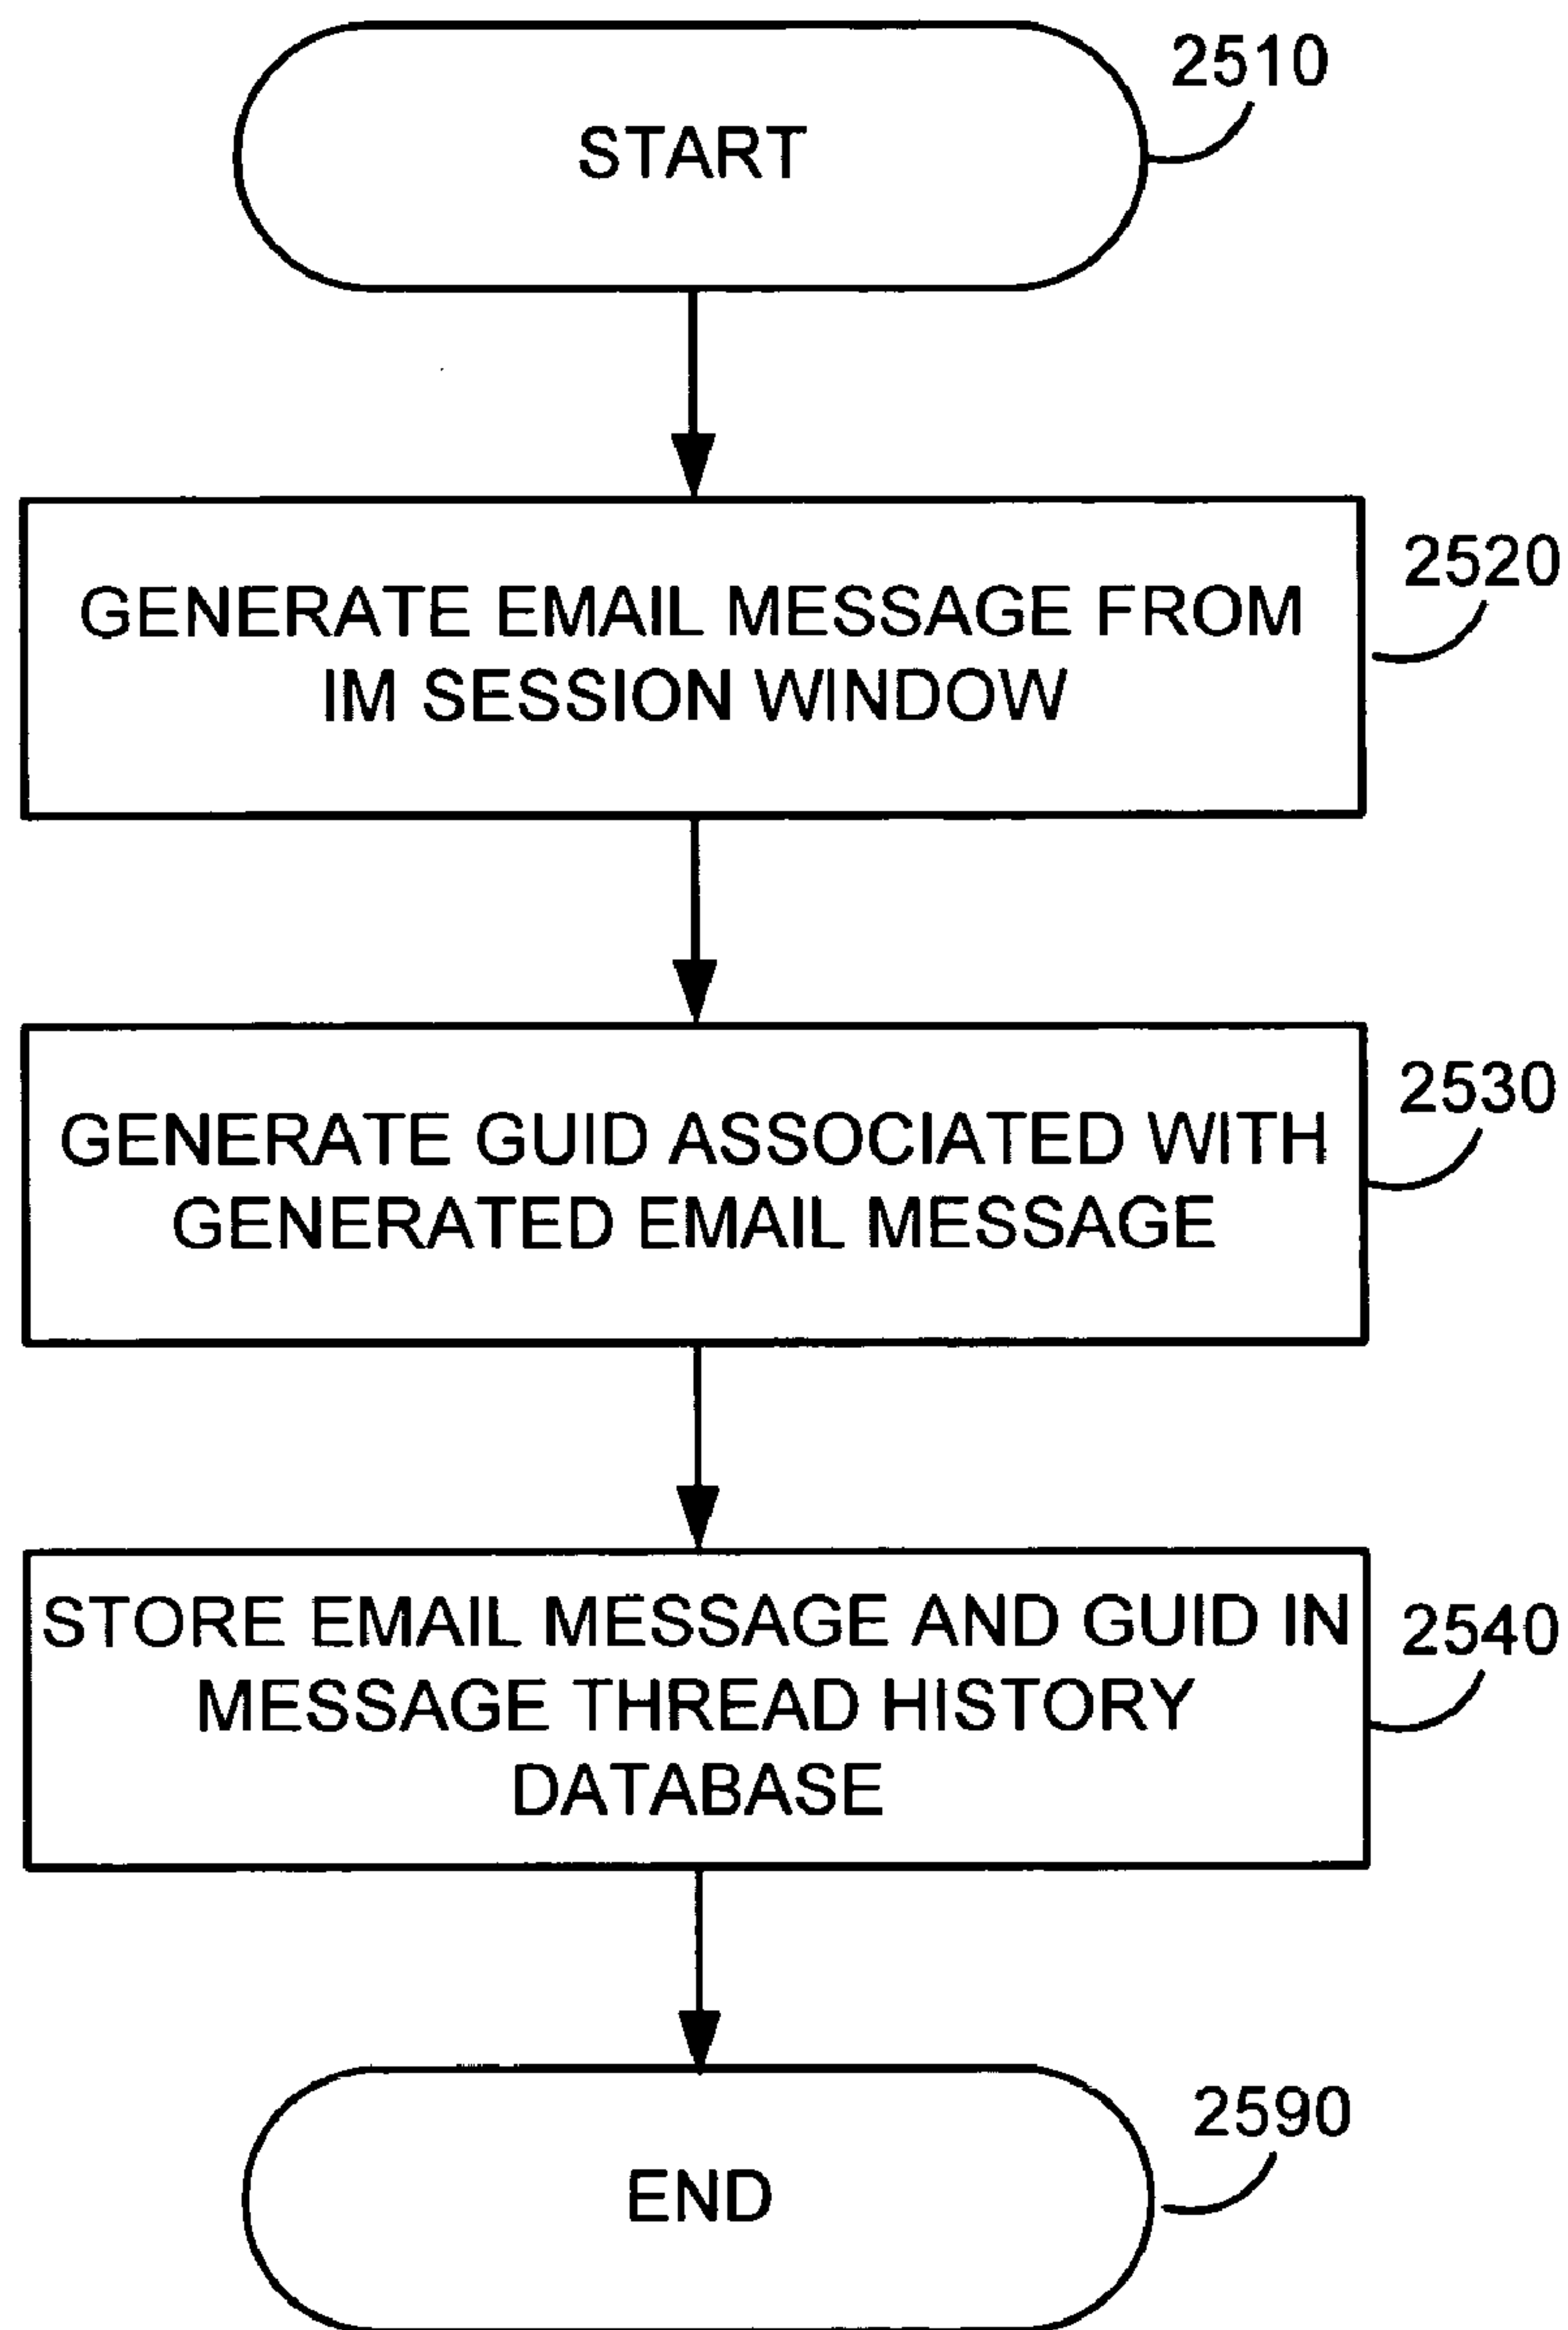 2510
START
2520
GENERATE EMAIL MESSAGE FROM
IM SESSION WINDOW
2530
GENERATE GUID ASSOCIATED WITH
GENERATED EMAIL MESSAGE
2540
STORE EMAIL MESSAGE AND GUID IN
MESSAGE THREAD HISTORY
DATABASE
2590
END